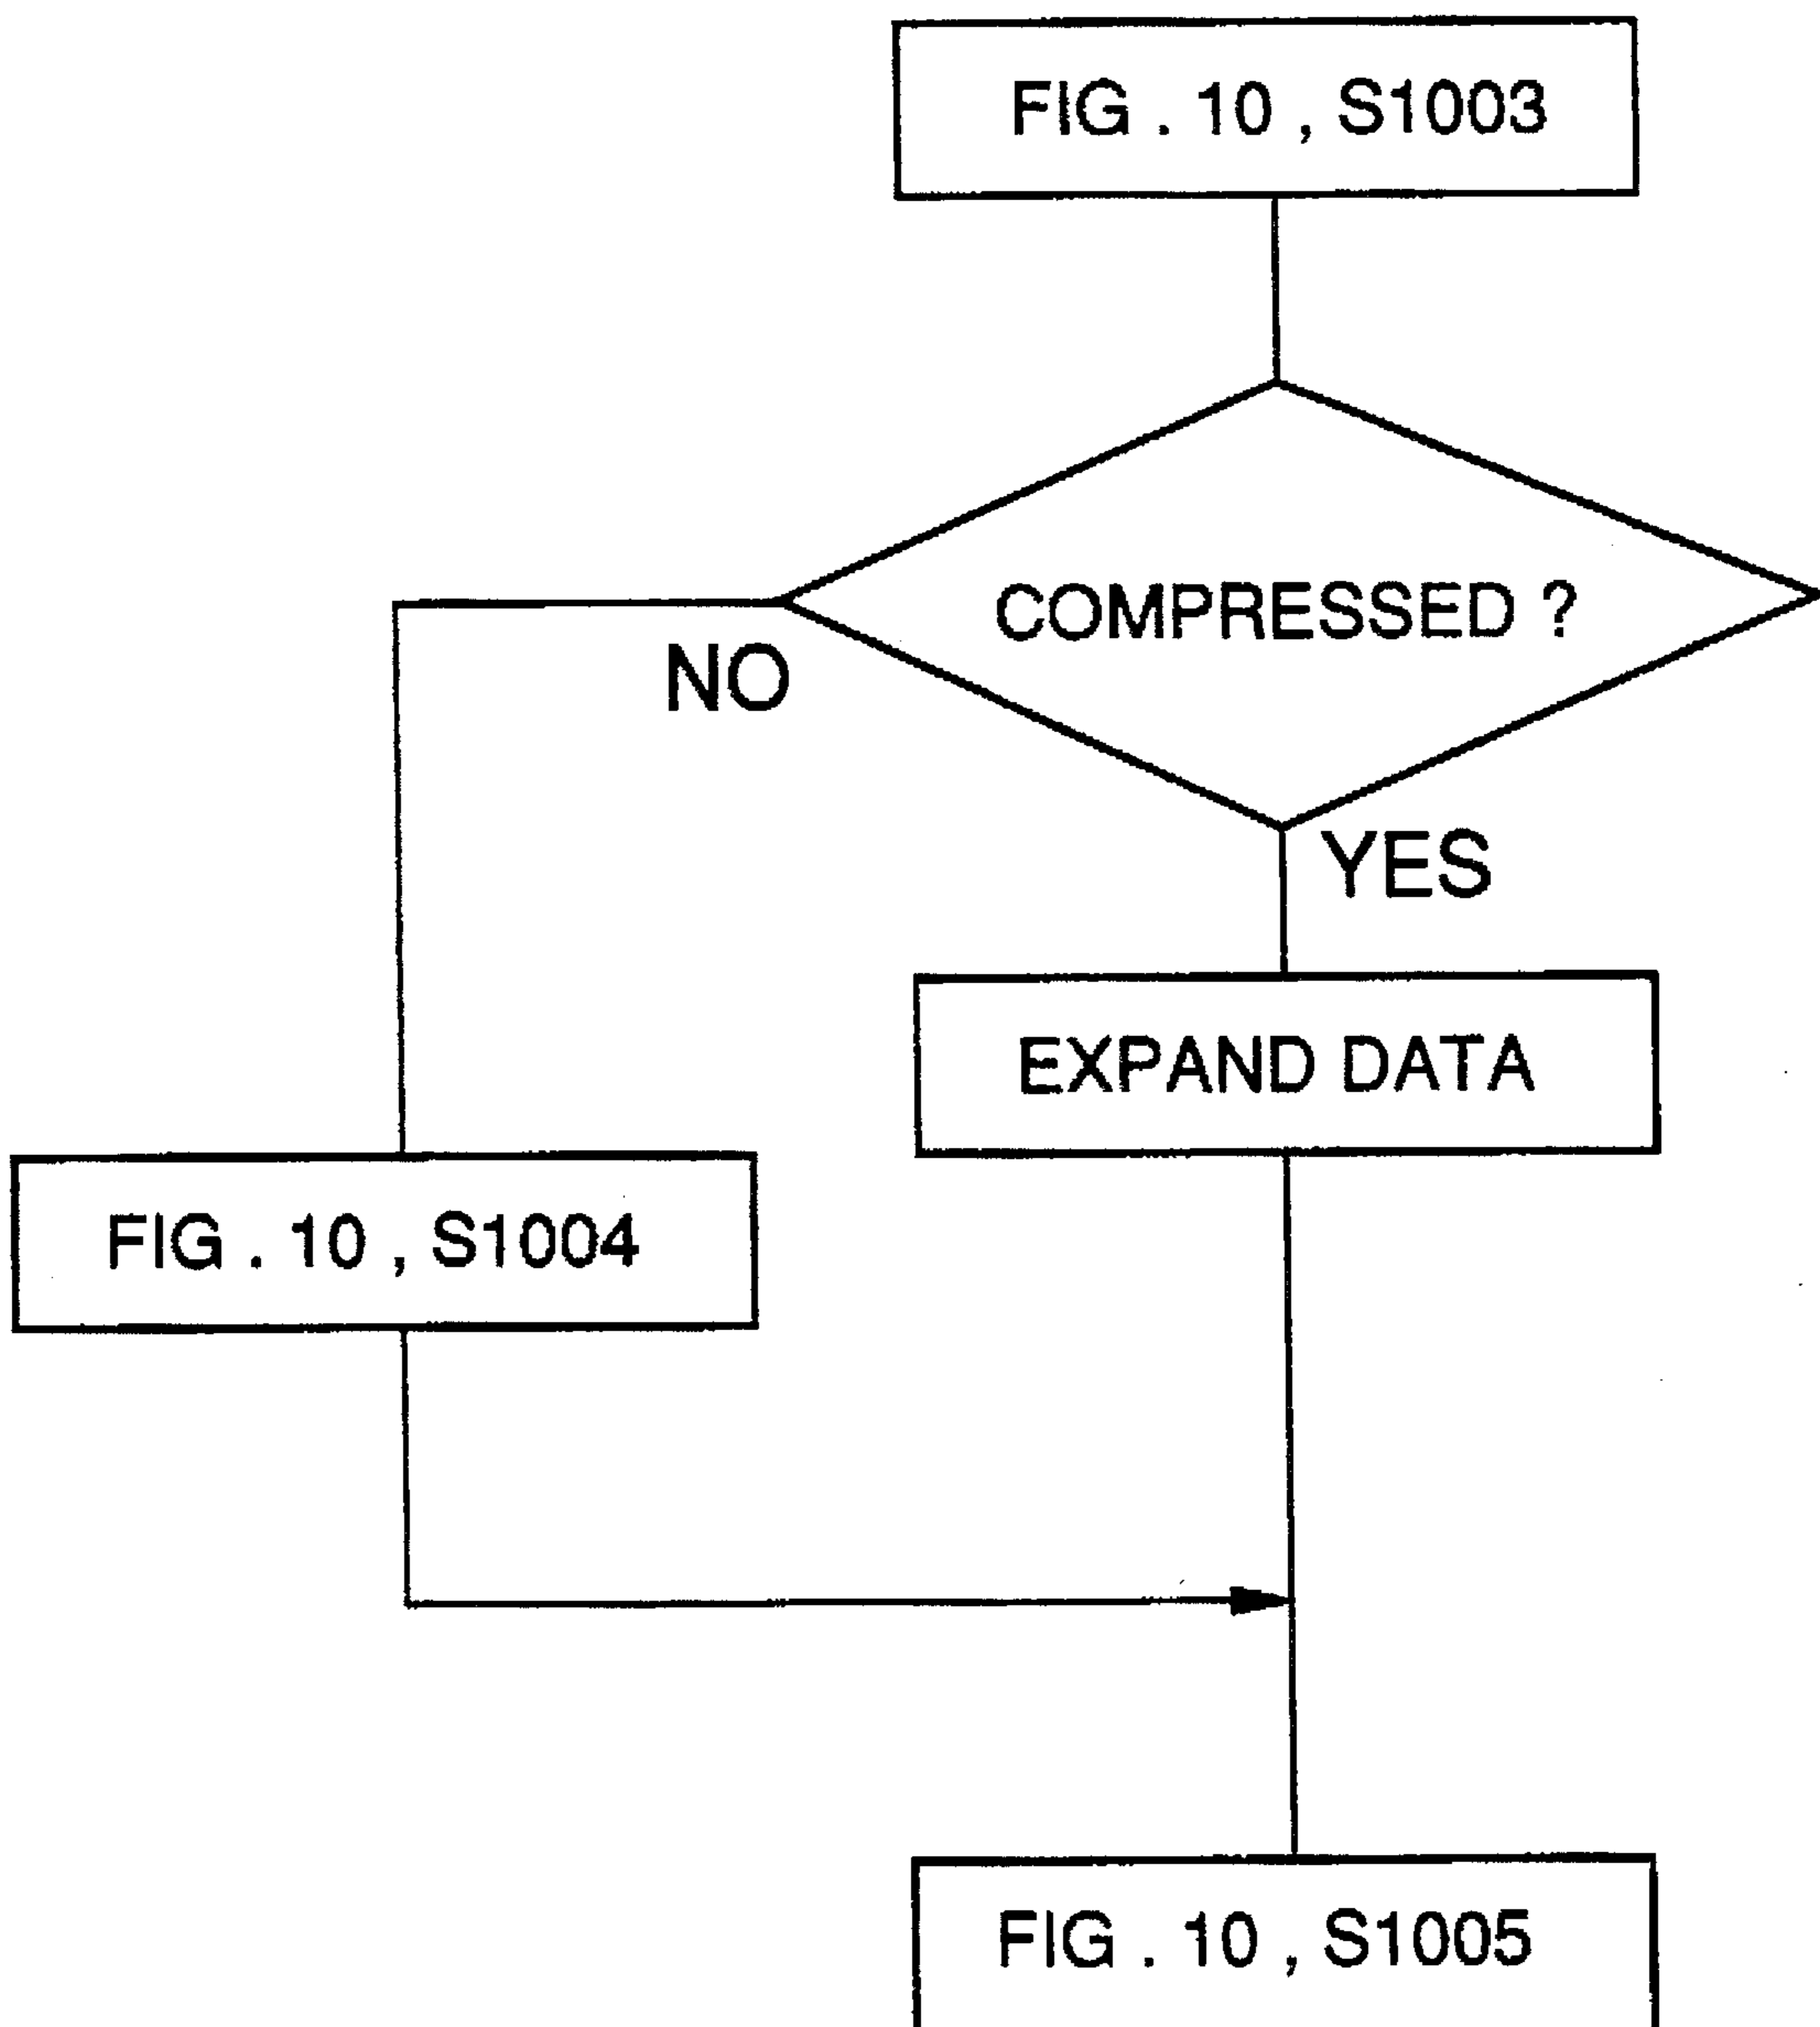 FIG . 10 , S1003
COMPRESSED ?
NO
YES
EXPAND DATA
FIG . 10 , S1004
FIG . 10 , S1005